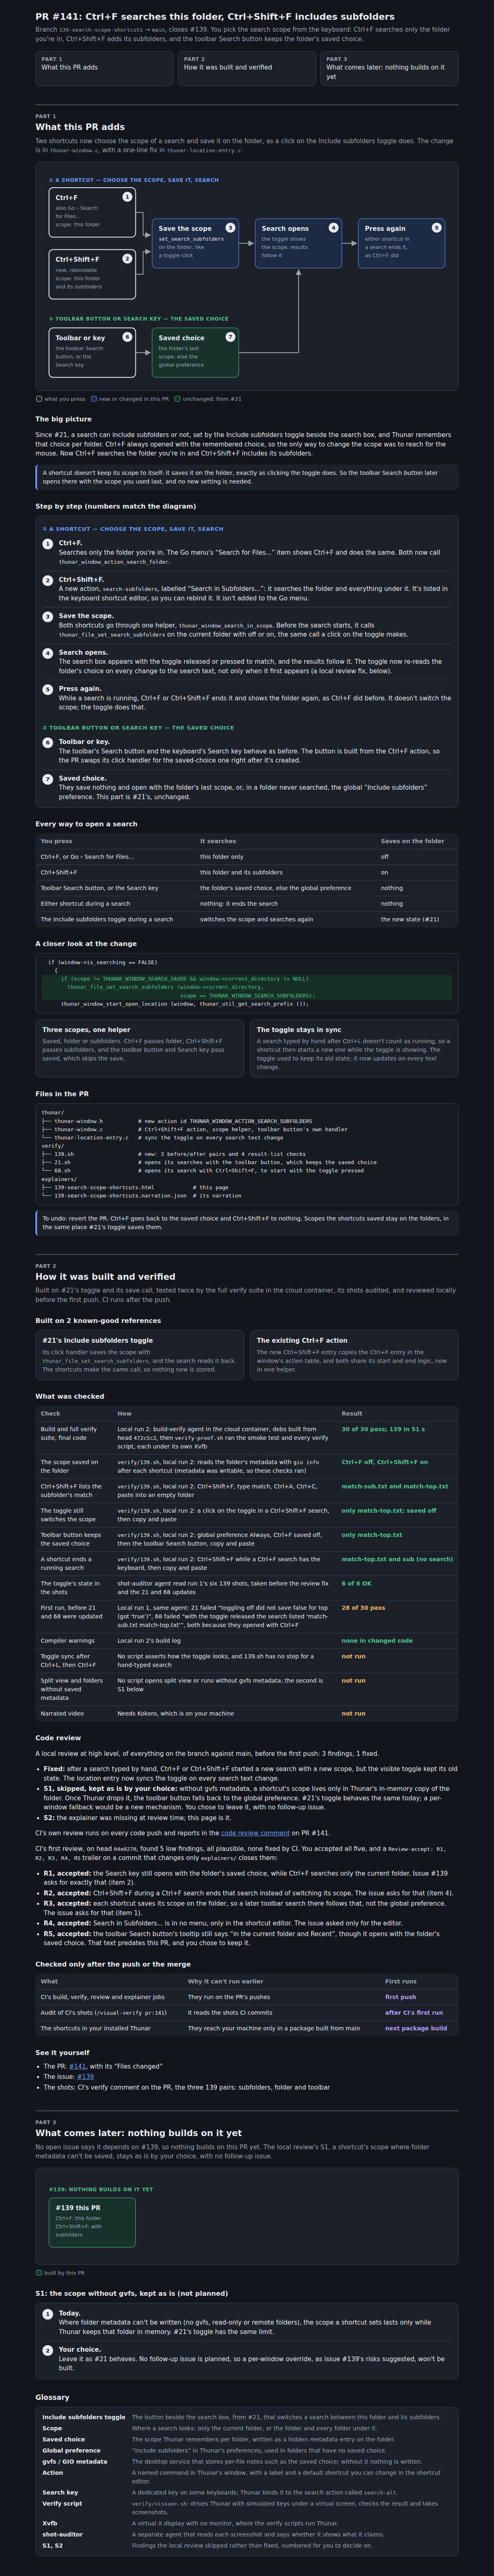 PR #141: Ctrl+F searches this folder, Ctrl+Shift+F includes subfolders
Branch 139-search-scope-shortcuts → main, closes #139. You pick the search scope from the keyboard: Ctrl+F searches only the folder
you're in, Ctrl+Shift+F adds its subfolders, and the toolbar Search button keeps the folder's saved choice.
PART 1
What this PR adds
PART 2
How it was built and verified
PART 3
What comes later: nothing builds on it
yet
PART 1
What this PR adds
Two shortcuts now choose the scope of a search and save it on the folder, as a click on the Include subfolders toggle does. The change
is in thunar-window.c, with a one-line fix in thunar-location-entry.c.
① A SHORTCUT — CHOOSE THE SCOPE, SAVE IT, SEARCH
Ctrl+F
1
also Go › Search
for Files…
scope: this folder
Ctrl+Shift+F
2
new, rebindable
scope: this folder
and its subfolders
Save the scope
3
set_search_subfolders
on the folder, like
a toggle click
Search opens
4
the toggle shows
the scope; results
follow it
Press again
5
either shortcut in
a search ends it,
as Ctrl+F did
② TOOLBAR BUTTON OR SEARCH KEY — THE SAVED CHOICE
Toolbar or key
6
the toolbar Search
button, or the
Search key
Saved choice
7
the folder's last
scope, else the
global preference
what you press
new or changed in this PR
unchanged, from #21
The big picture
Since #21, a search can include subfolders or not, set by the Include subfolders toggle beside the search box, and Thunar remembers
that choice per folder. Ctrl+F always opened with the remembered choice, so the only way to change the scope was to reach for the
mouse. Now Ctrl+F searches the folder you're in and Ctrl+Shift+F includes its subfolders.
A shortcut doesn't keep its scope to itself: it saves it on the folder, exactly as clicking the toggle does. So the toolbar Search button later
opens there with the scope you used last, and no new setting is needed.
Step by step (numbers match the diagram)
① A SHORTCUT — CHOOSE THE SCOPE, SAVE IT, SEARCH
1
Ctrl+F.
Searches only the folder you're in. The Go menu's “Search for Files…” item shows Ctrl+F and does the same. Both now call
thunar_window_action_search_folder.
2
Ctrl+Shift+F.
A new action, search-subfolders, labelled “Search in Subfolders…”: it searches the folder and everything under it. It's listed in
the keyboard shortcut editor, so you can rebind it. It isn't added to the Go menu.
3
Save the scope.
Both shortcuts go through one helper, thunar_window_search_in_scope. Before the search starts, it calls
thunar_file_set_search_subfolders on the current folder with off or on, the same call a click on the toggle makes.
4
Search opens.
The search box appears with the toggle released or pressed to match, and the results follow it. The toggle now re-reads the
folder's choice on every change to the search text, not only when it first appears (a local review fix, below).
5
Press again.
While a search is running, Ctrl+F or Ctrl+Shift+F ends it and shows the folder again, as Ctrl+F did before. It doesn't switch the
scope; the toggle does that.
② TOOLBAR BUTTON OR SEARCH KEY — THE SAVED CHOICE
6
Toolbar or key.
The toolbar's Search button and the keyboard's Search key behave as before. The button is built from the Ctrl+F action, so
the PR swaps its click handler for the saved-choice one right after it's created.
7
Saved choice.
They save nothing and open with the folder's last scope, or, in a folder never searched, the global “Include subfolders”
preference. This part is #21's, unchanged.
Every way to open a search
You press
It searches
Saves on the folder
Ctrl+F, or Go › Search for Files…
this folder only
off
Ctrl+Shift+F
this folder and its subfolders
on
Toolbar Search button, or the Search key
the folder's saved choice, else the global preference
nothing
Either shortcut during a search
nothing: it ends the search
nothing
The Include subfolders toggle during a search
switches the scope and searches again
the new state (#21)
A closer look at the change
if (window->is_searching == FALSE)
{
if (scope != THUNAR_WINDOW_SEARCH_SAVED && window->current_directory != NULL)
thunar_file_set_search_subfolders (window->current_directory,
scope == THUNAR_WINDOW_SEARCH_SUBFOLDERS);
thunar_window_start_open_location (window, thunar_util_get_search_prefix ());
Three scopes, one helper
Saved, folder or subfolders. Ctrl+F passes folder, Ctrl+Shift+F
passes subfolders, and the toolbar button and Search key pass
saved, which skips the save.
The toggle stays in sync
A search typed by hand after Ctrl+L doesn't count as running, so a
shortcut then starts a new one while the toggle is showing. The
toggle used to keep its old state; it now updates on every text
change.
Files in the PR
thunar/
├── thunar-window.h # new action id THUNAR_WINDOW_ACTION_SEARCH_SUBFOLDERS
├── thunar-window.c # Ctrl+Shift+F action, scope helper, toolbar button's own handler
└── thunar-location-entry.c # sync the toggle on every search text change
verify/
├── 139.sh # new: 3 before/after pairs and 4 result-list checks
├── 21.sh # opens its searches with the toolbar button, which keeps the saved choice
└── 68.sh # opens its search with Ctrl+Shift+F, to start with the toggle pressed
explainers/
├── 139-search-scope-shortcuts.html # this page
└── 139-search-scope-shortcuts.narration.json # its narration
To undo: revert the PR. Ctrl+F goes back to the saved choice and Ctrl+Shift+F to nothing. Scopes the shortcuts saved stay on the folders, in
the same place #21's toggle saves them.
PART 2
How it was built and verified
Built on #21's toggle and its save call, tested twice by the full verify suite in the cloud container, its shots audited, and reviewed locally
before the first push. CI runs after the push.
Built on 2 known-good references
#21's Include subfolders toggle
Its click handler saves the scope with
thunar_file_set_search_subfolders, and the search reads it back.
The shortcuts make the same call, so nothing new is stored.
The existing Ctrl+F action
The new Ctrl+Shift+F entry copies the Ctrl+F entry in the
window's action table, and both share its start and end logic, now
in one helper.
What was checked
Check
How
Result
Build and full verify
suite, final code
Local run 2: build-verify agent in the cloud container, debs built from
head 472c5c2, then verify-proof.sh ran the smoke test and every verify
script, each under its own Xvfb
30 of 30 pass; 139 in 51 s
The scope saved on
the folder
verify/139.sh, local run 2: reads the folder's metadata with gio info
after each shortcut (metadata was writable, so these checks ran)
Ctrl+F off, Ctrl+Shift+F on
Ctrl+Shift+F lists the
subfolder's match
verify/139.sh, local run 2: Ctrl+Shift+F, type match, Ctrl+A, Ctrl+C,
paste into an empty folder
match-sub.txt and match-top.txt
The toggle still
switches the scope
verify/139.sh, local run 2: a click on the toggle in a Ctrl+Shift+F search,
then copy and paste
only match-top.txt; saved off
Toolbar button keeps
the saved choice
verify/139.sh, local run 2: global preference Always, Ctrl+F saved off,
then the toolbar Search button, copy and paste
only match-top.txt
A shortcut ends a
running search
verify/139.sh, local run 2: Ctrl+Shift+F while a Ctrl+F search has the
keyboard, then copy and paste
match-top.txt and sub (no search)
The toggle's state in
the shots
shot-auditor agent read run 1's six 139 shots, taken before the review fix
and the 21 and 68 updates
6 of 6 OK
First run, before 21
and 68 were updated
Local run 1, same agent: 21 failed “toggling off did not save false for top
(got 'true')”, 68 failed “with the toggle released the search listed 'match-
sub.txt match-top.txt'”, both because they opened with Ctrl+F
28 of 30 pass
Compiler warnings
Local run 2's build log
none in changed code
Toggle sync after
Ctrl+L, then Ctrl+F
No script asserts how the toggle looks, and 139.sh has no step for a
hand-typed search
not run
Split view and folders
without saved
metadata
No script opens split view or runs without gvfs metadata; the second is
S1 below
not run
Narrated video
Needs Kokoro, which is on your machine
not run
Code review
A local review at high level, of everything on the branch against main, before the first push: 3 findings, 1 fixed.
• Fixed: after a search typed by hand, Ctrl+F or Ctrl+Shift+F started a new search with a new scope, but the visible toggle kept its old
state. The location entry now syncs the toggle on every search text change.
• S1, skipped, kept as is by your choice: without gvfs metadata, a shortcut's scope lives only in Thunar's in-memory copy of the
folder. Once Thunar drops it, the toolbar button falls back to the global preference. #21's toggle behaves the same today; a per-
window fallback would be a new mechanism. You chose to leave it, with no follow-up issue.
• S2: the explainer was missing at review time; this page is it.
CI's own review runs on every code push and reports in the code review comment on PR #141.
CI's first review, on head 64e0270, found 5 low findings, all plausible, none fixed by CI. You accepted all five, and a Review-accept: R1,
R2, R3, R4, R5 trailer on a commit that changes only explainers/ closes them:
• R1, accepted: the Search key still opens with the folder's saved choice, while Ctrl+F searches only the current folder. Issue #139
asks for exactly that (item 2).
• R2, accepted: Ctrl+Shift+F during a Ctrl+F search ends that search instead of switching its scope. The issue asks for that (item 4).
• R3, accepted: each shortcut saves its scope on the folder, so a later toolbar search there follows that, not the global preference.
The issue asks for that (item 1).
• R4, accepted: Search in Subfolders… is in no menu, only in the shortcut editor. The issue asked only for the editor.
• R5, accepted: the toolbar Search button's tooltip still says “in the current folder and Recent”, though it opens with the folder's
saved choice. That text predates this PR, and you chose to keep it.
Checked only after the push or the merge
What
Why it can't run earlier
First runs
CI's build, verify, review and explainer jobs
They run on the PR's pushes
first push
Audit of CI's shots (/visual-verify pr:141)
It reads the shots CI commits
after CI's first run
The shortcuts in your installed Thunar
They reach your machine only in a package built from main
next package build
See it yourself
• The PR: #141, with its “Files changed”
• The issue: #139
• The shots: CI's verify comment on the PR, the three 139 pairs: subfolders, folder and toolbar
PART 3
What comes later: nothing builds on it yet
No open issue says it depends on #139, so nothing builds on this PR yet. The local review's S1, a shortcut's scope where folder
metadata can't be saved, stays as is by your choice, with no follow-up issue.
#139: NOTHING BUILDS ON IT YET
#139 this PR
Ctrl+F: this folder
Ctrl+Shift+F: with
subfolders
built by this PR
S1: the scope without gvfs, kept as is (not planned)
1
Today.
Where folder metadata can't be written (no gvfs, read-only or remote folders), the scope a shortcut sets lasts only while
Thunar keeps that folder in memory. #21's toggle has the same limit.
2
Your choice.
Leave it as #21 behaves. No follow-up issue is planned, so a per-window override, as issue #139's risks suggested, won't be
built.
Glossary
Include subfolders toggle
The button beside the search box, from #21, that switches a search between this folder and its subfolders.
Scope
Where a search looks: only the current folder, or the folder and every folder under it.
Saved choice
The scope Thunar remembers per folder, written as a hidden metadata entry on the folder.
Global preference
“Include subfolders” in Thunar's preferences, used in folders that have no saved choice.
gvfs / GIO metadata
The desktop service that stores per-file notes such as the saved choice; without it nothing is written.
Action
A named command in Thunar's window, with a label and a default shortcut you can change in the shortcut
editor.
Search key
A dedicated key on some keyboards; Thunar binds it to the search action called search-alt.
Verify script
verify/<issue>.sh: drives Thunar with simulated keys under a virtual screen, checks the result and takes
screenshots.
Xvfb
A virtual X display with no monitor, where the verify scripts run Thunar.
shot-auditor
A separate agent that reads each screenshot and says whether it shows what it claims.
S1, S2
Findings the local review skipped rather than fixed, numbered for you to decide on.